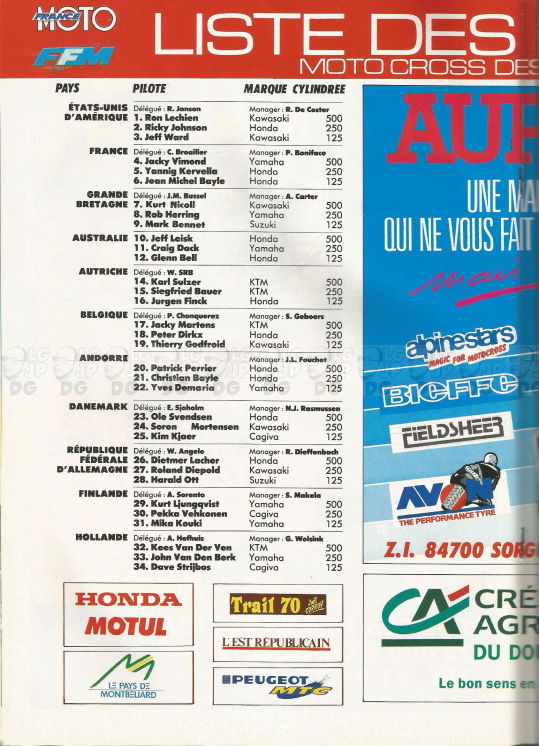 FRANCE
MOTO
FFM
LISTE DES
MOTO CROSS DES
PAYS PILOTE MARQUE CYLINDREE
ÉTATS-UNIS D'AMÉRIQUE Délégué : R. Janson Manager : R. De Coster
1. Ron Lechien Kawasaki 500
2. Ricky Johnson Honda 250
3. Jeff Ward Kawasaki 125
FRANCE Délégué : C. Broailler Manager : P. Boniface
4. Jacky Vimond Yamaha 500
5. Yannig Kervella Honda 250
6. Jean Michel Bayle Honda 125
GRANDE BRETAGNE Délégué : J.M. Bussel Manager : A. Carter
7. Kurt Nicoll Kawasaki 500
8. Rob Herring Yamaha 250
9. Mark Bennet Suzuki 125
AUSTRALIE 10. Jeff Leisk Honda 500
11. Craig Dack Yamaha 250
12. Glenn Bell Honda 125
AUTRICHE Délégué : W. SRB
14. Karl Sulzer KTM 500
15. Siegfried Bauer KTM 250
16. Jurgen Finck Honda 125
BELGIQUE Délégué : P. Chonquerez Manager : S. Geboers
17. Jacky Martens KTM 500
18. Peter Dirkx Honda 250
19. Thierry Godfroid Kawasaki 125
ANDORRE Manager : J.L. Fouchet
20. Patrick Perrier Honda 500
21. Christian Bayle Honda 250
22. Yves Demaria Yamaha 125
DANEMARK Délégué : E. Sjoholm Manager : N.J. Rasmussen
23. Ole Svendsen Honda 500
24. Soren Mortensen Kawasaki 250
25. Kim Kjaer Cagiva 125
RÉPUBLIQUE FÉDÉRALE D'ALLEMAGNE Délégué : W. Angele Manager : R. Dieffenbach
26. Dietmar Lacher Honda 500
27. Roland Diepold Kawasaki 250
28. Harald Ott Suzuki 125
FINLANDE Délégué : A. Sorento Manager : S. Makela
29. Kurt Ljungqvist Yamaha 500
30. Pekka Vehkonen Cagiva 250
31. Mika Kouki Yamaha 125
HOLLANDE Délégué : A. Hofhuis Manager : G. Wolsink
32. Kees Van Der Ven KTM 500
33. John Van Den Berk Yamaha 250
34. Dave Strijbos Cagiva 125
UNE MA
QUI NE VOUS FAIT
mais
alpinestars
MAGIC FOR MOTOCROSS
BIEFFE
FIELDSHEER
AVON
THE PERFORMANCE TYRE
Z.I. 84700 SORG
HONDA
MOTUL
LE PAYS DE
MONTBELIARD
Trail 70
L'EST RÉPUBLICAIN
PEUGEOT
MTC
CA
CRÉ
AGR
DU DO
Le bon sens en